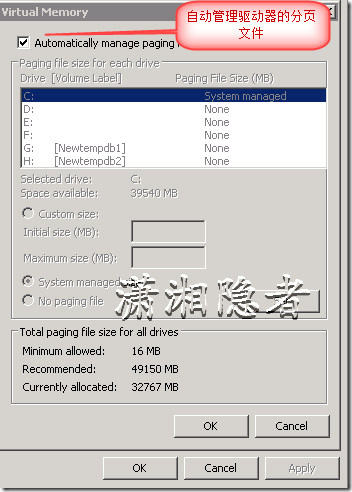 Virtual Memory
自动管理驱动器的分页
文件
Automatically manage paging
Paging file size for each drive
Drive [Volume Label] Paging File Size (MB)
C: System managed
D: None
E: None
F: None
G: [Newtempdb1] None
H: [Newtempdb2] None
Selected drive: C:
Space available: 39540 MB
Custom size:
Initial size (MB):
Maximum size (MB):
System managed
No paging file
潇湘隐者
Total paging file size for all drives
Minimum allowed: 16 MB
Recommended: 49150 MB
Currently allocated: 32767 MB
OK Cancel
OK Cancel Apply